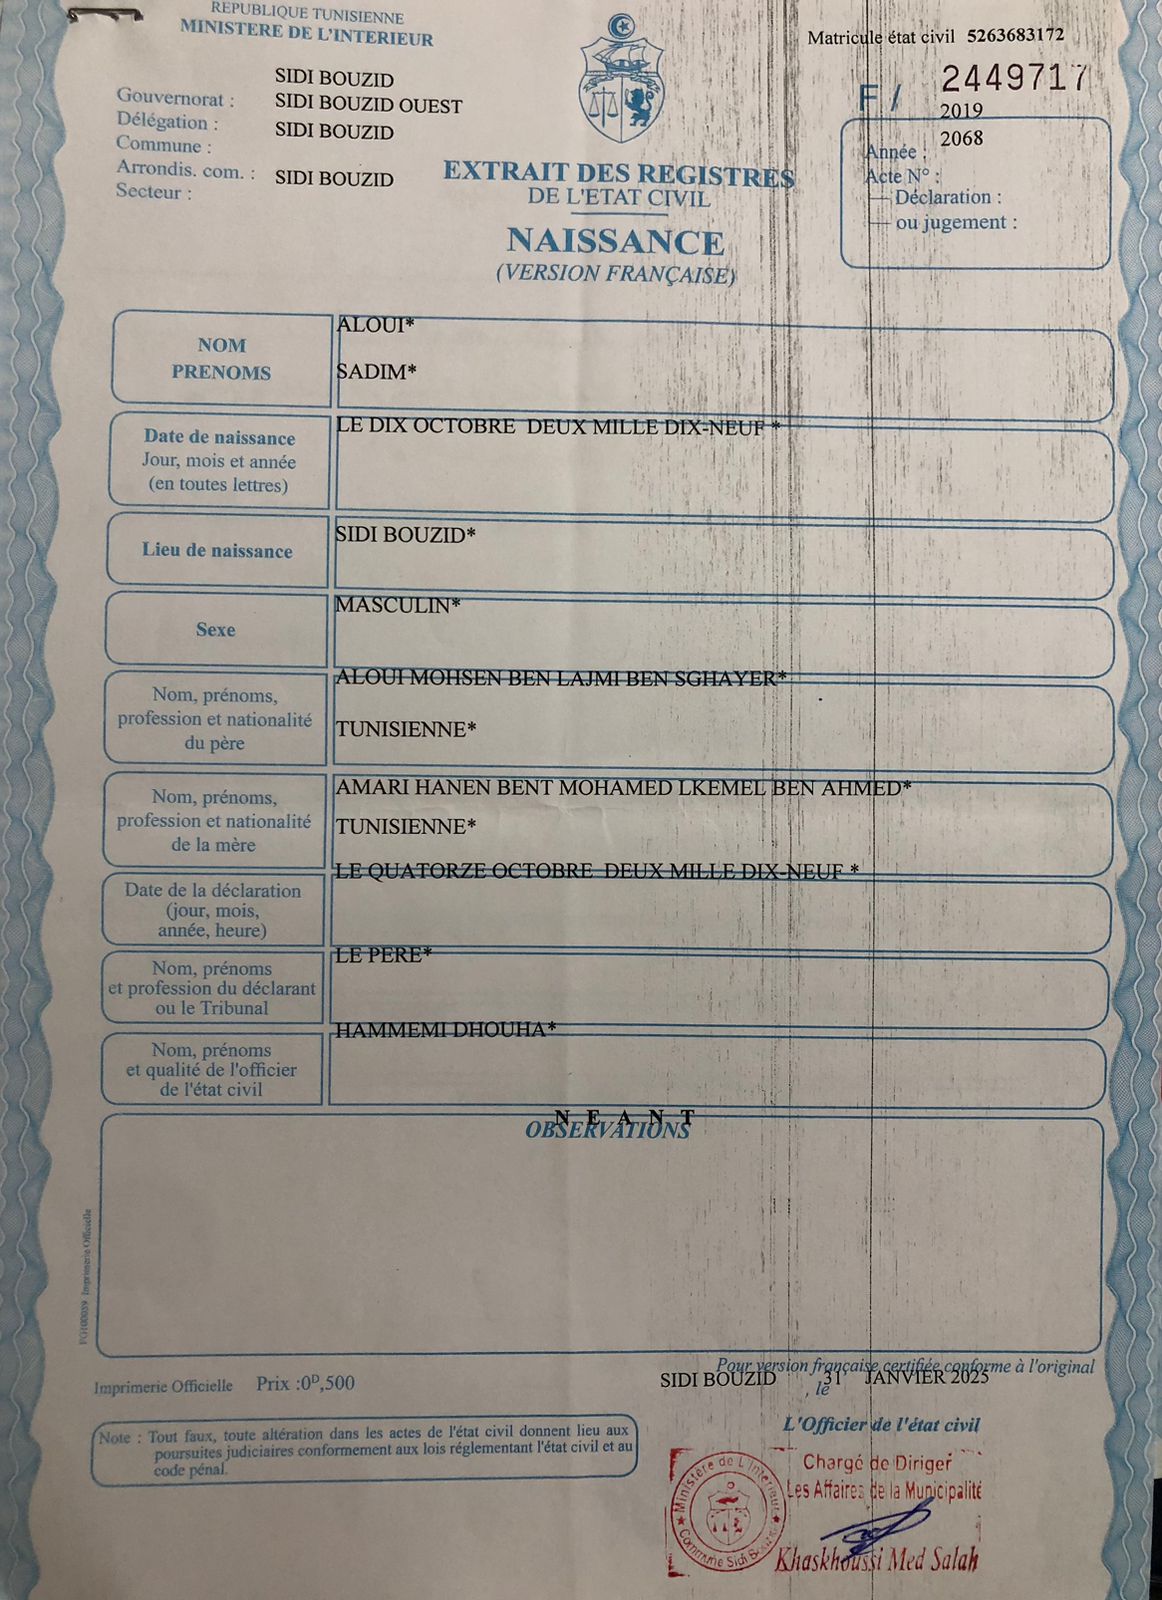 REPUBLIQUE TUNISIENNE
MINISTERE DE L'INTERIEUR
Matricule état civil 5263683172
F/ 2449717
SIDI BOUZID
Gouvernorat : SIDI BOUZID OUEST
Délégation : SIDI BOUZID
Commune :
Arrondis. com. : SIDI BOUZID
Secteur :
2019
Année : 2068
Acte N° :
— Déclaration :
— ou jugement :
EXTRAIT DES REGISTRES
DE L'ETAT CIVIL
NAISSANCE
(VERSION FRANÇAISE)
NOM
PRENOMS
ALOUI*
SADIM*
Date de naissance
Jour, mois et année
(en toutes lettres)
LE DIX OCTOBRE DEUX MILLE DIX-NEUF *
Lieu de naissance
SIDI BOUZID*
Sexe
MASCULIN*
Nom, prénoms,
profession et nationalité
du père
ALOUI MOHSEN BEN LAJMI BEN SGHAYER*
TUNISIENNE*
Nom, prénoms,
profession et nationalité
de la mère
AMARI HANEN BENT MOHAMED LKEMEL BEN AHMED*
TUNISIENNE*
Date de la déclaration
(jour, mois,
année, heure)
LE QUATORZE OCTOBRE DEUX MILLE DIX-NEUF *
Nom, prénoms
et profession du déclarant
ou le Tribunal
LE PERE*
Nom, prénoms
et qualité de l'officier
de l'état civil
HAMMEMI DHOUHA*
N E A N T
OBSERVATIONS
Imprimerie Officielle
Pour version française certifiée conforme à l'original
SIDI BOUZID , le 31 JANVIER 2025
Imprimerie Officielle Prix :0ᴰ,500
L'Officier de l'état civil
Note : Tout faux, toute altération dans les actes de l'état civil donnent lieu aux
poursuites judiciaires conformement aux lois réglementant l'état civil et au
code pénal.
Chargé de Diriger
Les Affaires de la Municipalité
Khaskhoussi Med Salah
Ministère de L'Interieur
Commune Sidi Bouzid